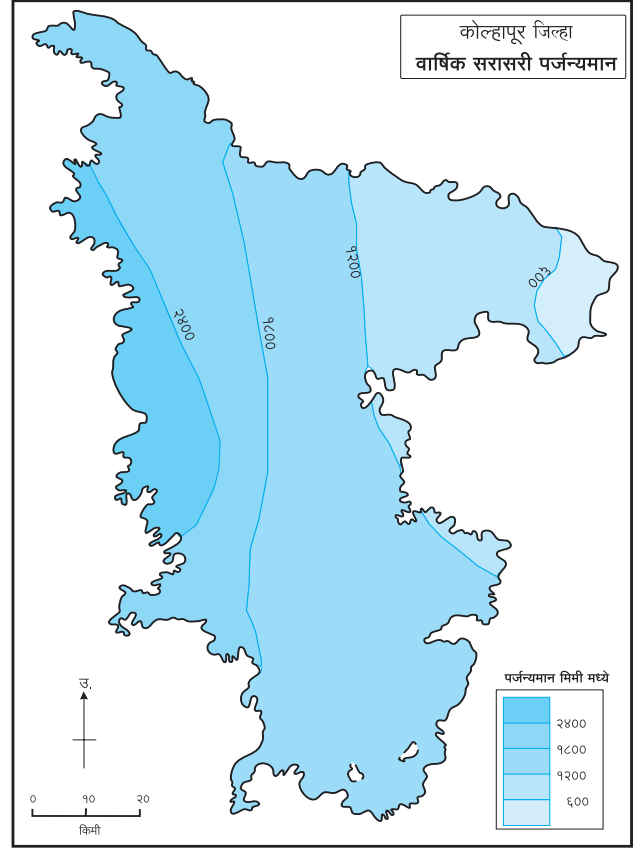 कोल्हापूर जिल्हा
वार्षिक सरासरी पर्जन्यमान
२४००
१८००
१२००
६००
उ.
० १० २०
किमी
पर्जन्यमान मिमी मध्ये
२४००
१८००
१२००
६००